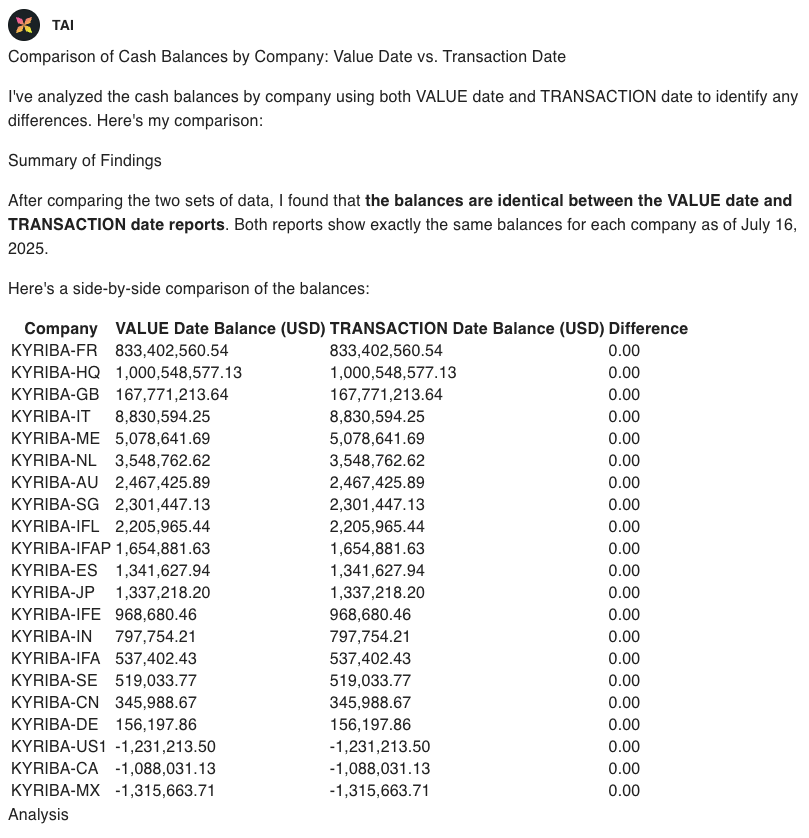 TAI
Comparison of Cash Balances by Company: Value Date vs. Transaction Date
I've analyzed the cash balances by company using both VALUE date and TRANSACTION date to identify any
differences. Here's my comparison:
Summary of Findings
After comparing the two sets of data, I found that the balances are identical between the VALUE date and
TRANSACTION date reports. Both reports show exactly the same balances for each company as of July 16,
2025.
Here's a side-by-side comparison of the balances:
Company VALUE Date Balance (USD) TRANSACTION Date Balance (USD) Difference
KYRIBA-FR 833,402,560.54 833,402,560.54 0.00
KYRIBA-HQ 1,000,548,577.13 1,000,548,577.13 0.00
KYRIBA-GB 167,771,213.64 167,771,213.64 0.00
KYRIBA-IT 8,830,594.25 8,830,594.25 0.00
KYRIBA-ME 5,078,641.69 5,078,641.69 0.00
KYRIBA-NL 3,548,762.62 3,548,762.62 0.00
KYRIBA-AU 2,467,425.89 2,467,425.89 0.00
KYRIBA-SG 2,301,447.13 2,301,447.13 0.00
KYRIBA-IFL 2,205,965.44 2,205,965.44 0.00
KYRIBA-IFAP 1,654,881.63 1,654,881.63 0.00
KYRIBA-ES 1,341,627.94 1,341,627.94 0.00
KYRIBA-JP 1,337,218.20 1,337,218.20 0.00
KYRIBA-IFE 968,680.46 968,680.46 0.00
KYRIBA-IN 797,754.21 797,754.21 0.00
KYRIBA-IFA 537,402.43 537,402.43 0.00
KYRIBA-SE 519,033.77 519,033.77 0.00
KYRIBA-CN 345,988.67 345,988.67 0.00
KYRIBA-DE 156,197.86 156,197.86 0.00
KYRIBA-US1 -1,231,213.50 -1,231,213.50 0.00
KYRIBA-CA -1,088,031.13 -1,088,031.13 0.00
KYRIBA-MX -1,315,663.71 -1,315,663.71 0.00
Analysis